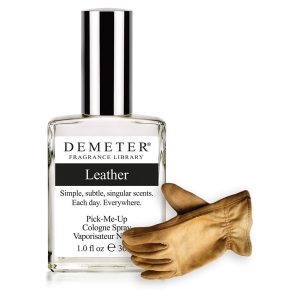 DEMETER®
FRAGRANCE LIBRARY
Leather
Simple, subtle, singular scents.
Each day. Everywhere.
Pick-Me-Up
Cologne Spray
Vaporisateur
1.0 fl oz ℮